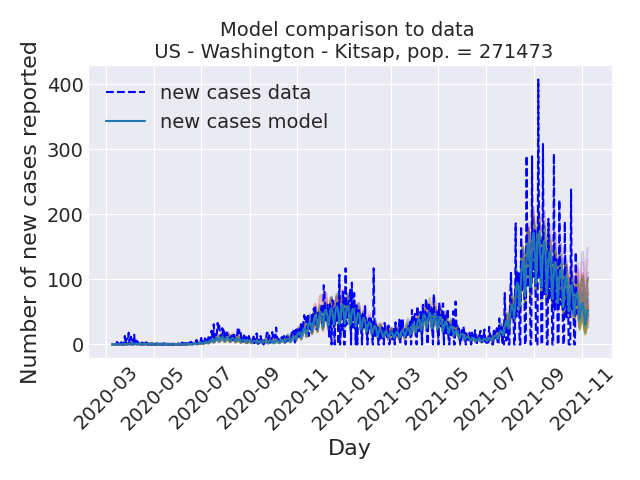 Model comparison to data
US - Washington - Kitsap, pop. = 271473
Number of new cases reported
400
300
200
100
0
new cases data
new cases model
2020-03
2020-05
2020-07
2020-09
2020-11
2021-01
2021-03
2021-05
2021-07
2021-09
2021-11
Day